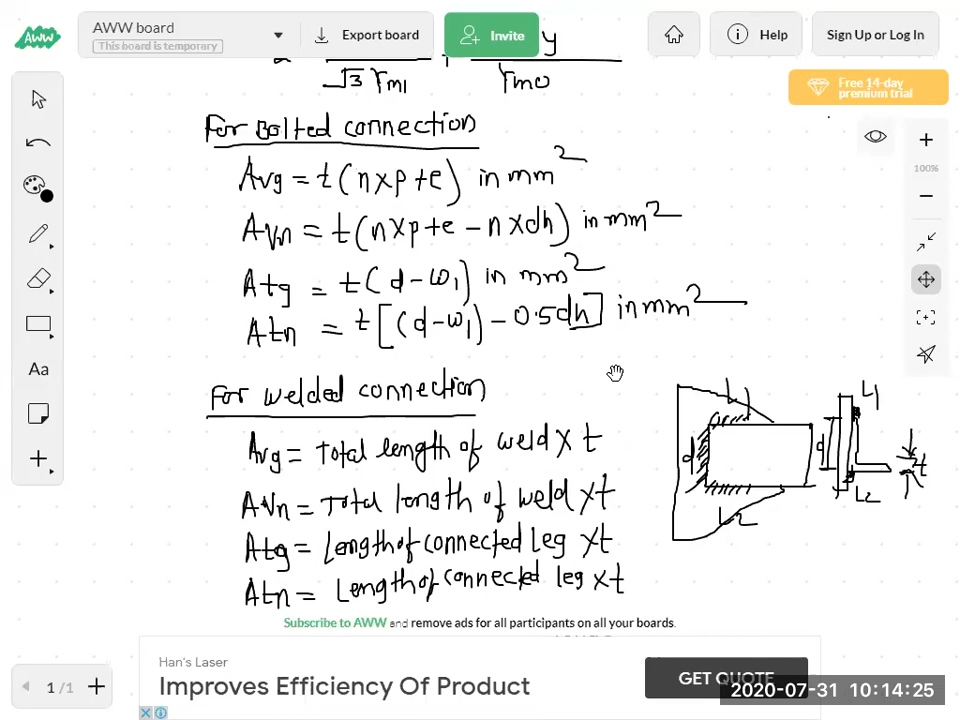 AWW board
This board is temporary
Export board
Invite
Help
Sign Up or Log In
AWW
Free 14-day
premium trial
y
√3 γm1 + γmo
For Bolted connection
Avg = t(n×p+e) in mm²
Avn = t(n×p+e - n×dh) in mm²
Atg = t(d-w1) in mm²
Atn = t[(d-w1) - 0.5dh] in mm²
100%
For welded connection
Avg = Total length of weld × t
Avn = Total length of weld × t
Atg = Length of connected leg × t
Atn = Length of connected leg × t
L1
d
L2
L1
d
t
L2
Aa
Subscribe to AWW and remove ads for all participants on all your boards.
1 /1
Han's Laser
Improves Efficiency Of Product
GET QUOTE
2020-07-31 10:14:25